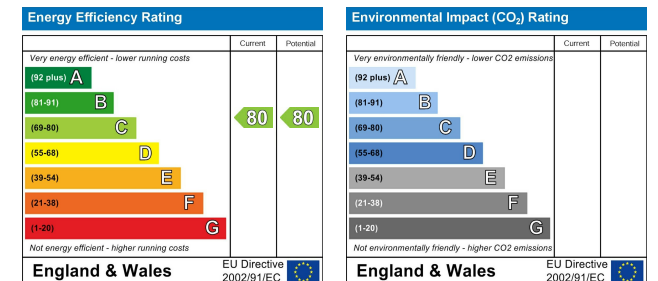 Energy Efficiency Rating
Current Potential
Very energy efficient - lower running costs
(92 plus) A
(81-91) B
(69-80) C
80 80
(55-68) D
(39-54) E
(21-38) F
(1-20) G
Not energy efficient - higher running costs
England & Wales
EU Directive
2002/91/EC
Environmental Impact (CO₂) Rating
Current Potential
Very environmentally friendly - lower CO2 emissions
(92 plus) A
(81-91) B
(69-80) C
(55-68) D
(39-54) E
(21-38) F
(1-20) G
Not environmentally friendly - higher CO2 emissions
England & Wales
EU Directive
2002/91/EC